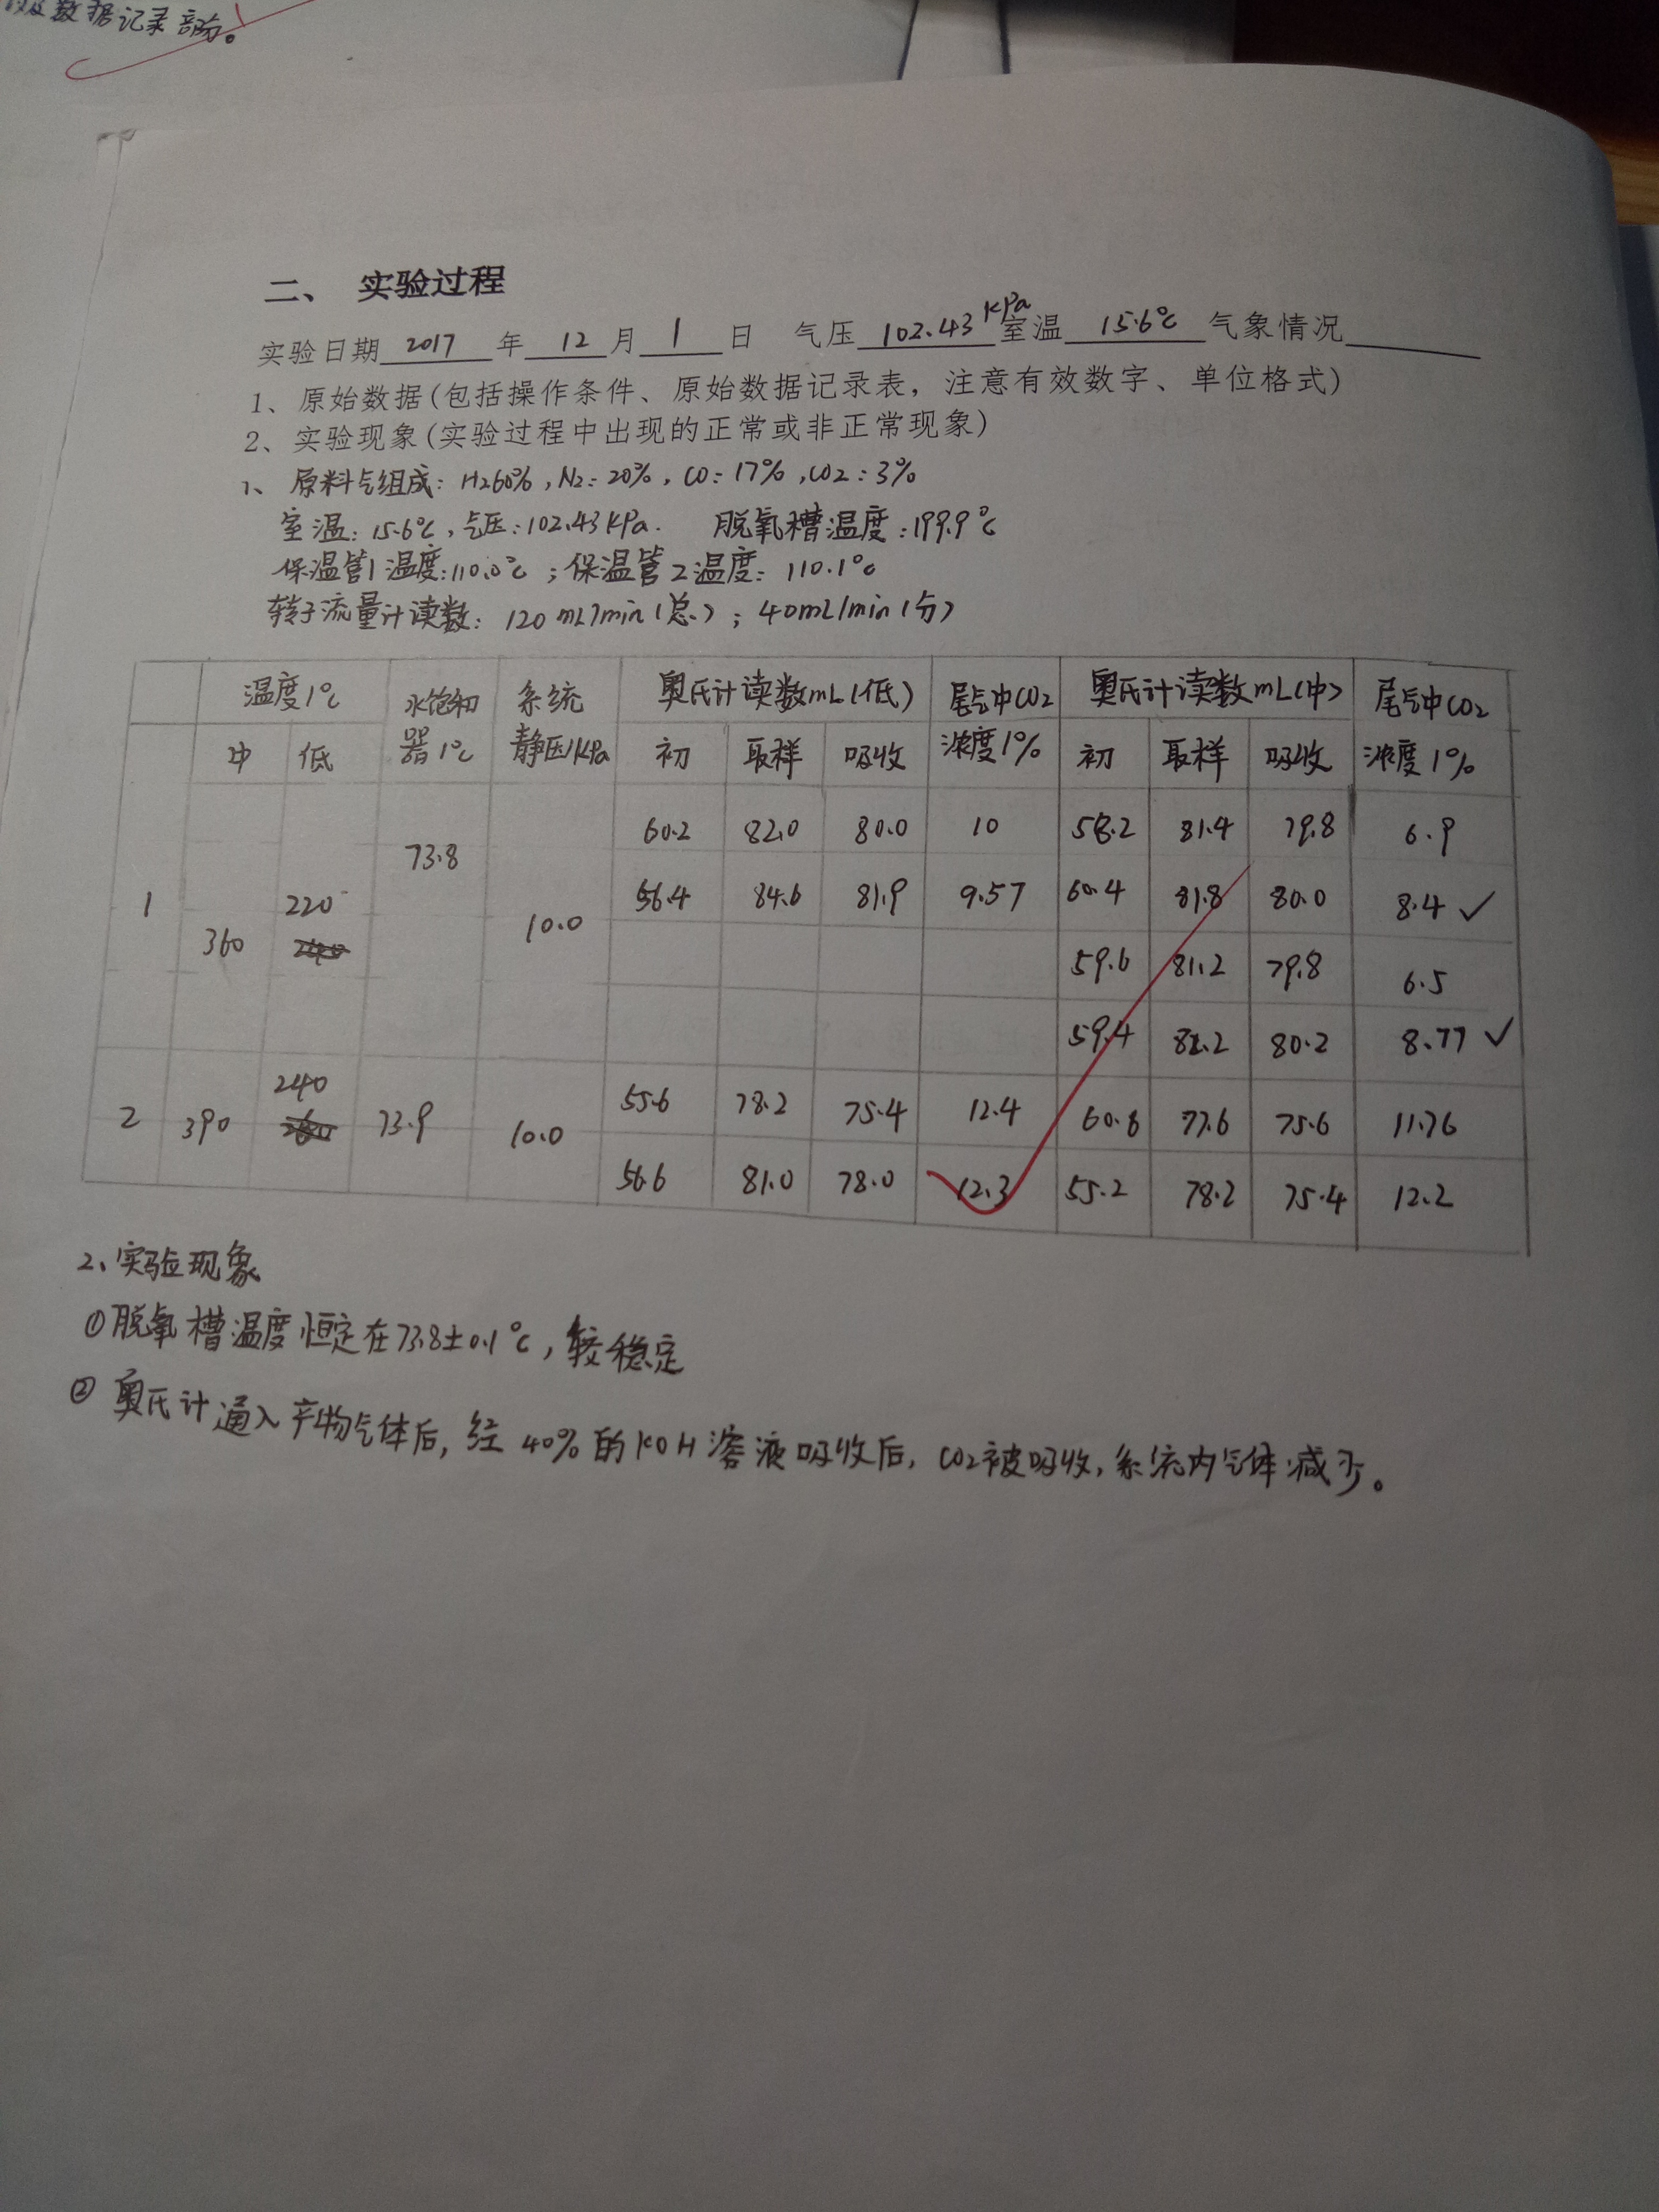 数据记录部分。
二、 实验过程
实验日期 2017 年 12 月 1 日 气压 102.43 KPa 室温 15.6℃ 气象情况
1、原始数据(包括操作条件、原始数据记录表，注意有效数字、单位格式)
2、实验现象(实验过程中出现的正常或非正常现象)
1、原料气组成: H2 60%, N2: 20%, CO: 17%, CO2: 3%
室温: 15.6℃, 气压: 102.43 KPa. 脱氧槽温度: 199.9℃
保温管1温度: 110.0℃ ; 保温管2温度: 110.1℃
转子流量计读数: 120 mL/min (总) ; 40mL/min (分)
温度/℃ 水饱和器/℃ 系统静压/KPa 奥氏计读数mL(低) 尾气中CO2浓度/% 奥氏计读数mL(中) 尾气中CO2浓度/%
中 低 初 取样 吸收 初 取样 吸收
1 360 220 73.8 10.0 60.2 82.0 80.0 10 58.2 81.4 79.8 6.9
56.4 84.6 81.9 9.57 60.4 81.8 80.0 8.4 ✓
59.6 81.2 79.8 6.5
59.4 82.2 80.2 8.77 ✓
2 390 240 73.9 10.0 55.6 78.2 75.4 12.4 60.6 77.6 75.6 11.76
56.6 81.0 78.0 12.3 55.2 78.2 75.4 12.2
2、实验现象
①脱氧槽温度恒定在73.8±0.1℃, 较稳定
② 奥氏计通入产物气体后, 经40%的KOH溶液吸收后, CO2被吸收, 系统内气体减少。